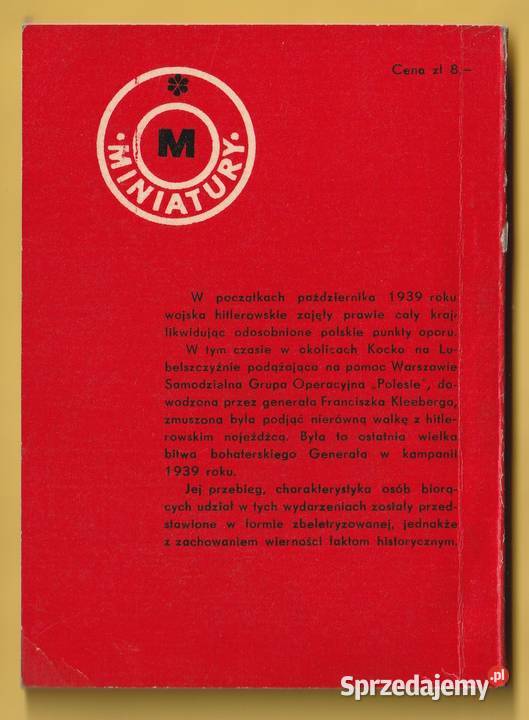 Cena zł 8,–
M
• MINIATURY •
W początkach października 1939 roku
wojska hitlerowskie zajęły prawie cały kraj,
likwidując odosobnione polskie punkty oporu.
W tym czasie w okolicach Kocka na Lu-
belszczyźnie podążająca na pomoc Warszawie
Samodzielna Grupa Operacyjna „Polesie", do-
wodzona przez generała Franciszka Kleeberga,
zmuszona była podjąć nierówną walkę z hitle-
rowskim najeźdźcą. Była to ostatnia wielka
bitwa bohaterskiego Generała w kampanii
1939 roku.
Jej przebieg, charakterystyka osób biorą-
cych udział w tych wydarzeniach zostały przed-
stawione w formie zbeletryzowanej, jednakże
z zachowaniem wierności faktom historycznym.
Sprzedajemy.pl